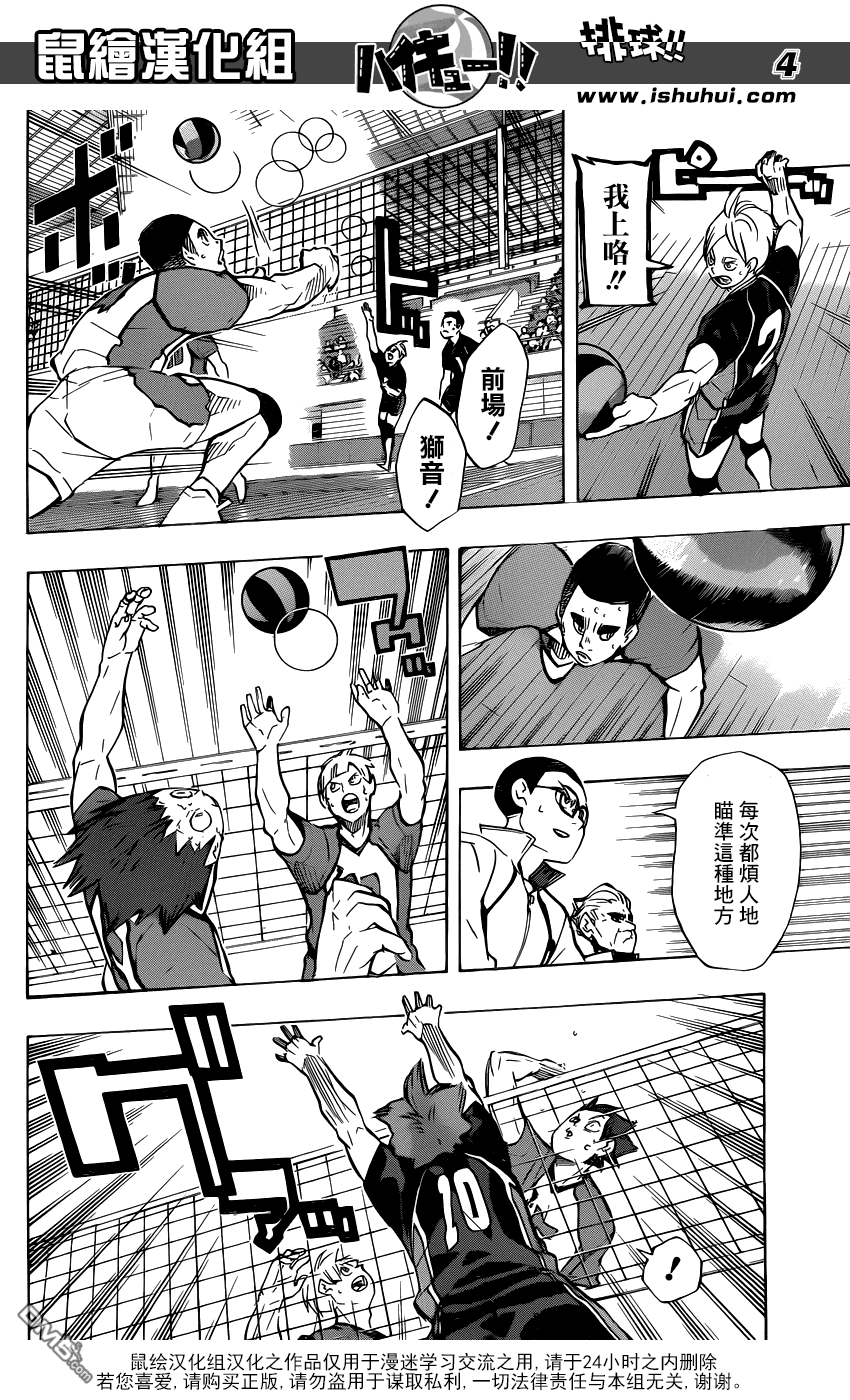 鼠繪漢化組
ハイキュー!!
排球!!
4
www.ishuhui.com
我上咯!!
2
前場!
獅音!
ボッ
每次都煩人地
瞄準這種地方
10
!
鼠绘汉化组汉化之作品仅用于漫迷学习交流之用, 请于24小时之内删除
若您喜爱, 请购买正版, 请勿盗用于谋取私利, 一切法律责任与本组无关, 谢谢。